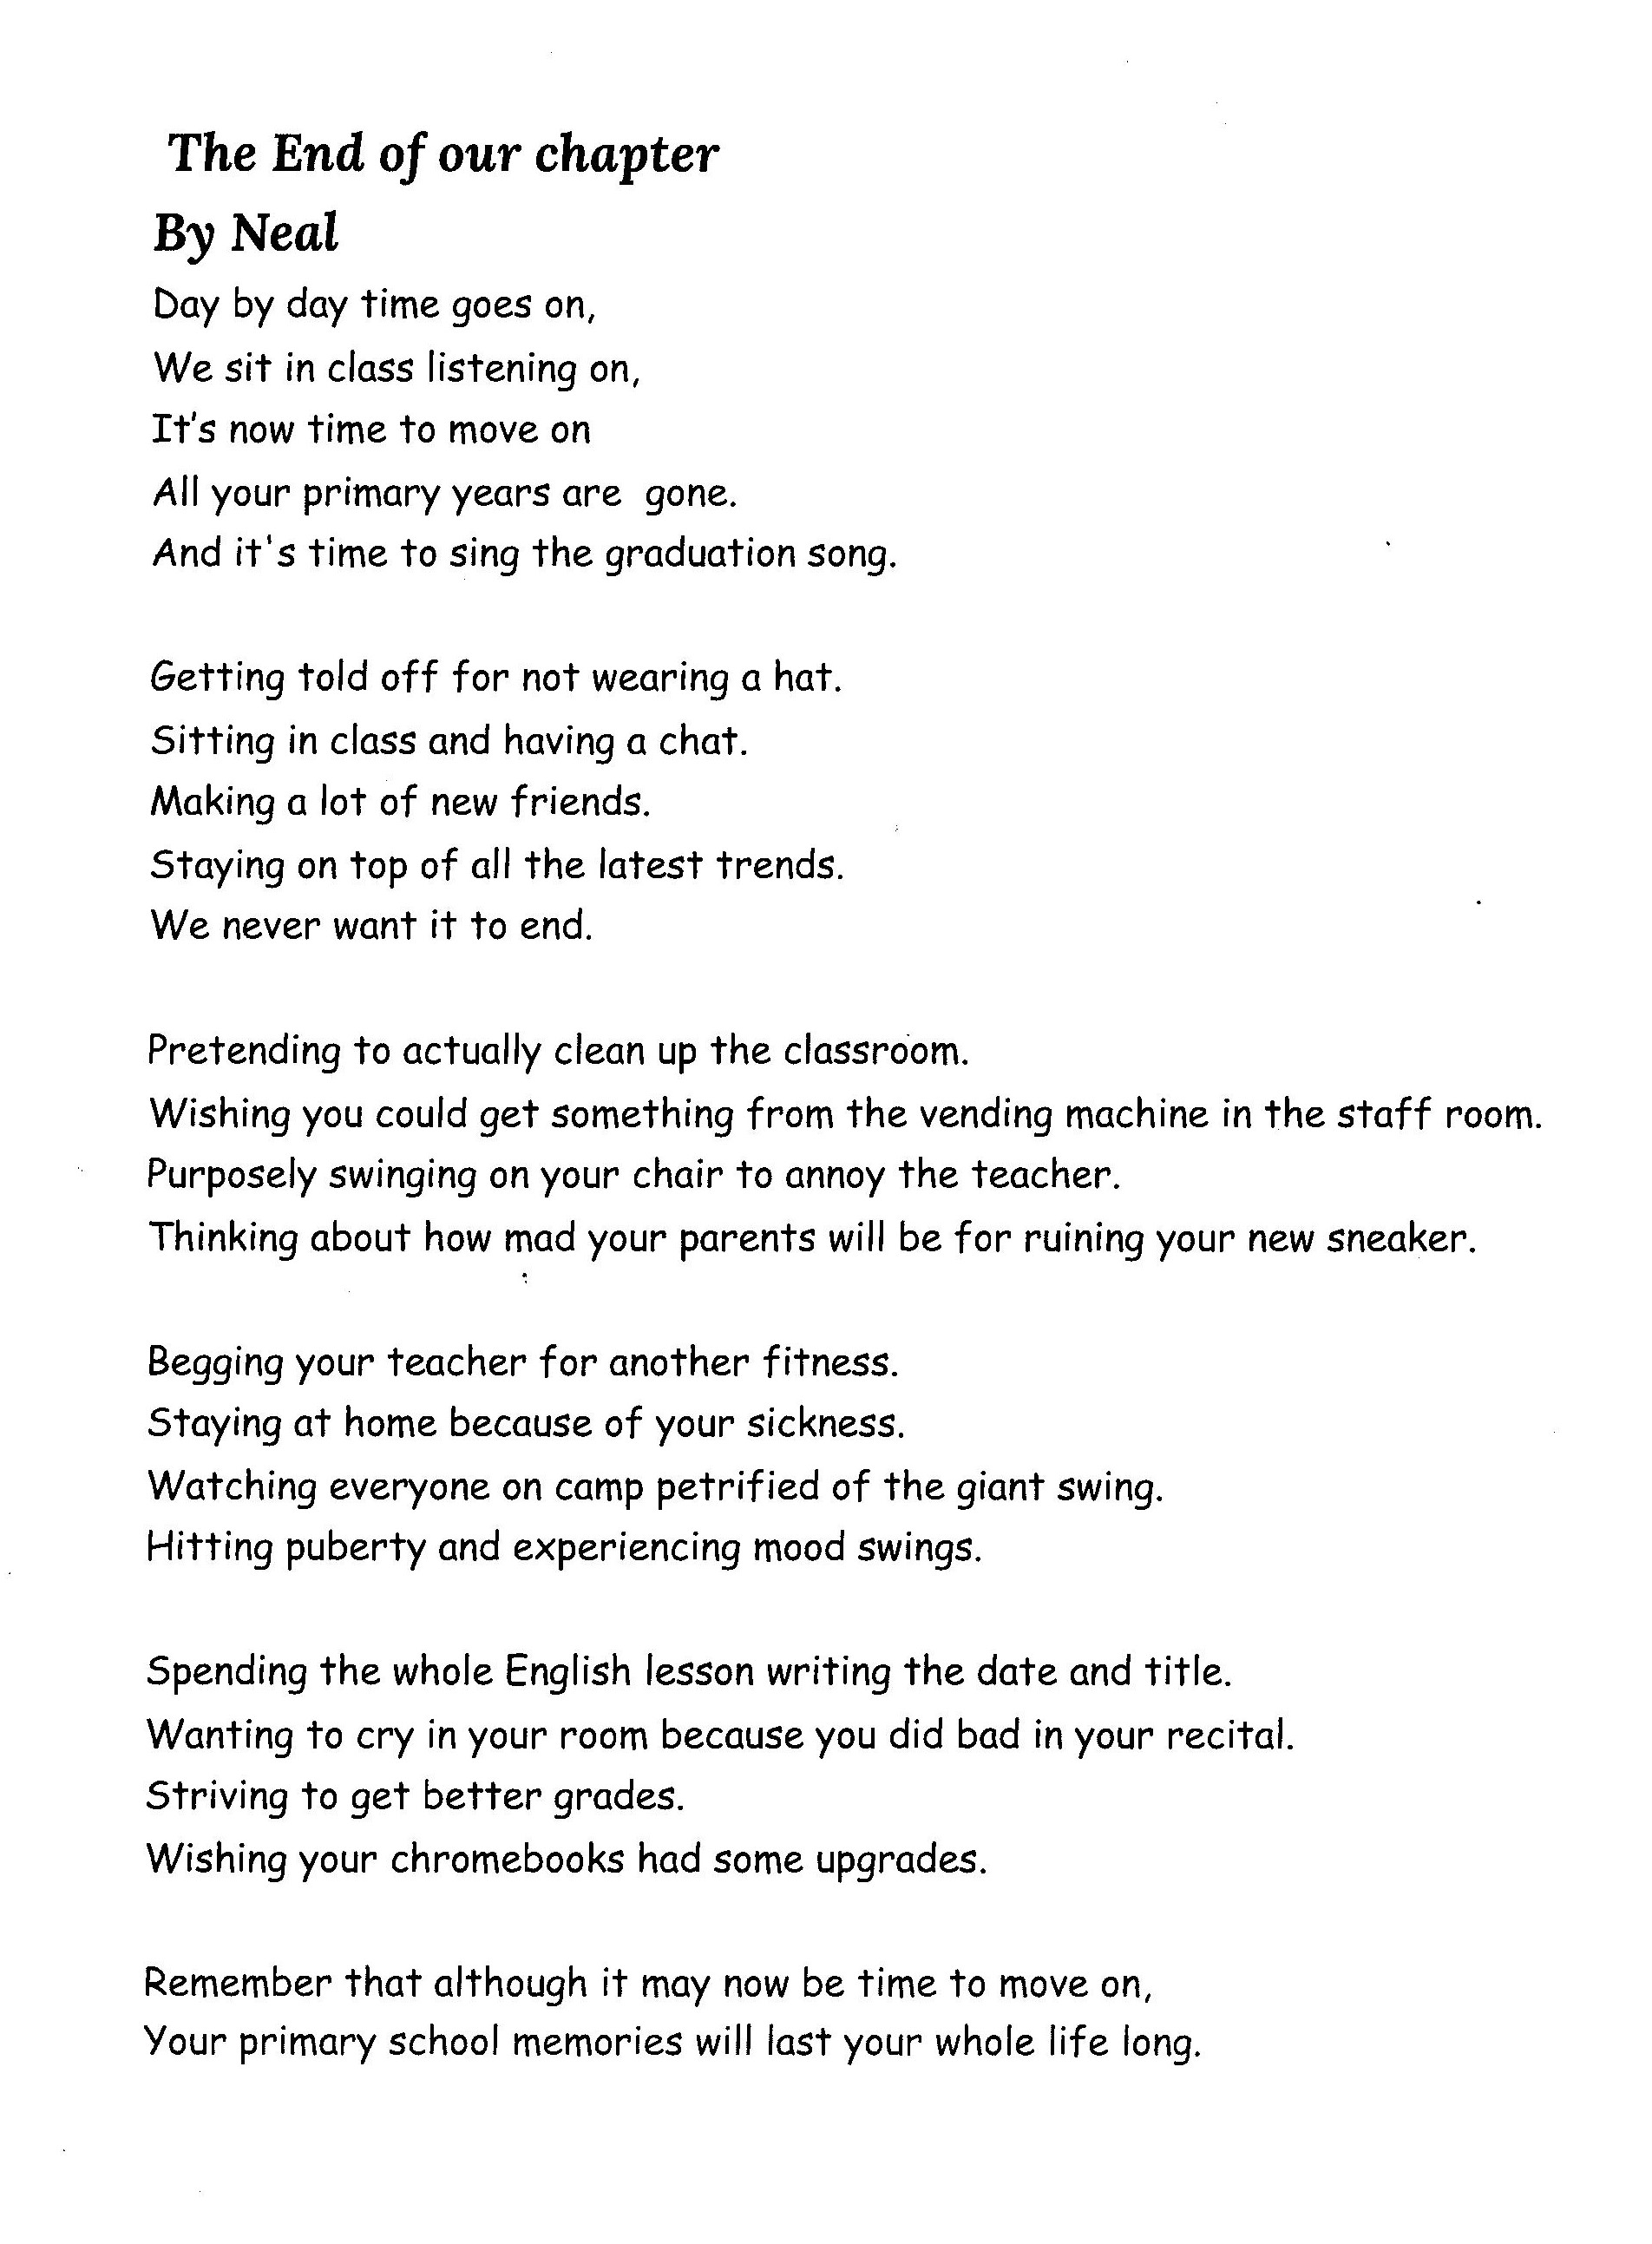 The End of our chapter
By Neal
Day by day time goes on,
We sit in class listening on,
It's now time to move on
All your primary years are  gone.
And it's time to sing the graduation song.

Getting told off for not wearing a hat.
Sitting in class and having a chat.
Making a lot of new friends.
Staying on top of all the latest trends.
We never want it to end.

Pretending to actually clean up the classroom.
Wishing you could get something from the vending machine in the staff room.
Purposely swinging on your chair to annoy the teacher.
Thinking about how mad your parents will be for ruining your new sneaker.

Begging your teacher for another fitness.
Staying at home because of your sickness.
Watching everyone on camp petrified of the giant swing.
Hitting puberty and experiencing mood swings.

Spending the whole English lesson writing the date and title.
Wanting to cry in your room because you did bad in your recital.
Striving to get better grades.
Wishing your chromebooks had some upgrades.

Remember that although it may now be time to move on,
Your primary school memories will last your whole life long.